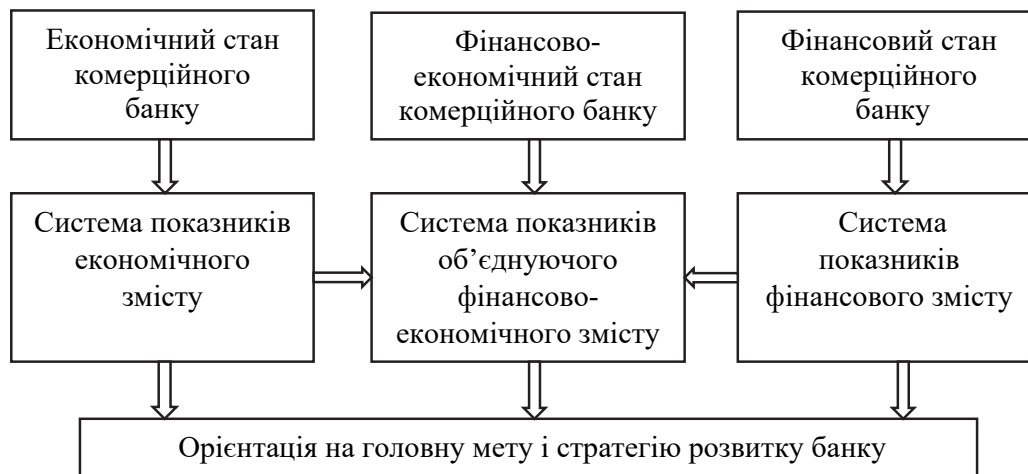 Економічний стан
комерційного
банку
Фінансово-
економічний стан
комерційного банку
Фінансовий стан
комерційного
банку
Система показників
економічного
змісту
Система показників
об’єднуючого
фінансово-
економічного змісту
Система
показників
фінансового змісту
Орієнтація на головну мету і стратегію розвитку банку